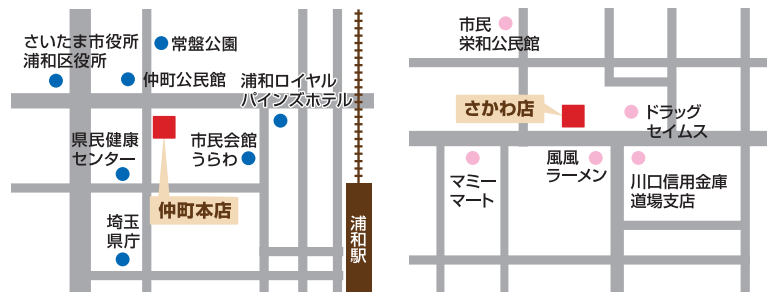 さいたま市役所
浦和区役所
常盤公園
仲町公民館
浦和ロイヤル
パインズホテル
県民健康
センター
市民会館
うらわ
仲町本店
埼玉
県庁
浦和駅
市民
栄和公民館
さかわ店
ドラッグ
セイムス
マミー
マート
風風
ラーメン
川口信用金庫
道場支店